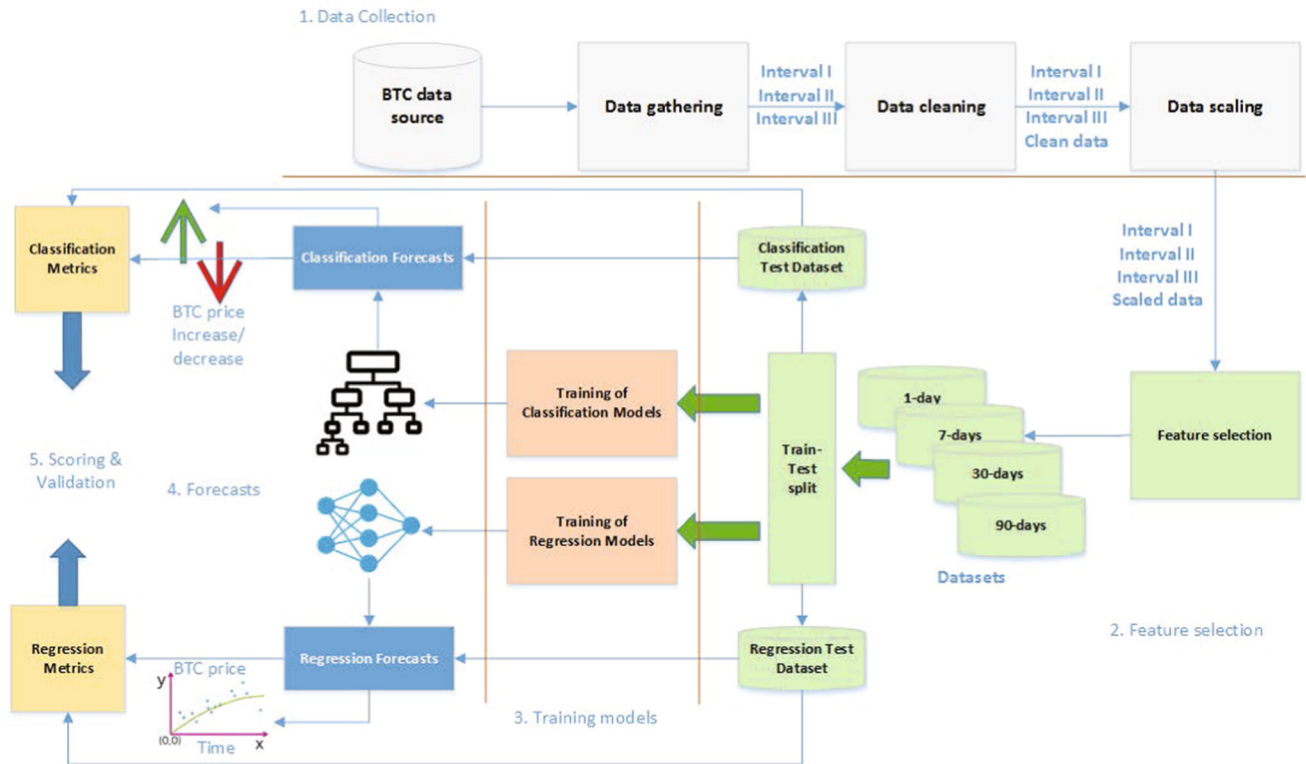 1. Data Collection
BTC data
source
Data gathering
Interval I
Interval II
Interval III
Data cleaning
Interval I
Interval II
Interval III
Clean data
Data scaling
Interval I
Interval II
Interval III
Scaled data
Classification
Metrics
BTC price
Increase/
decrease
Classification Forecasts
Classification
Test Dataset
Training of
Classification Models
Train-
Test
split
1-day
7-days
30-days
90-days
Datasets
Feature selection
2. Feature selection
5. Scoring &
Validation
4. Forecasts
Training of
Regression Models
Regression
Metrics
BTC price
y
(0,0)
Time
x
Regression Forecasts
3. Training models
Regression Test
Dataset